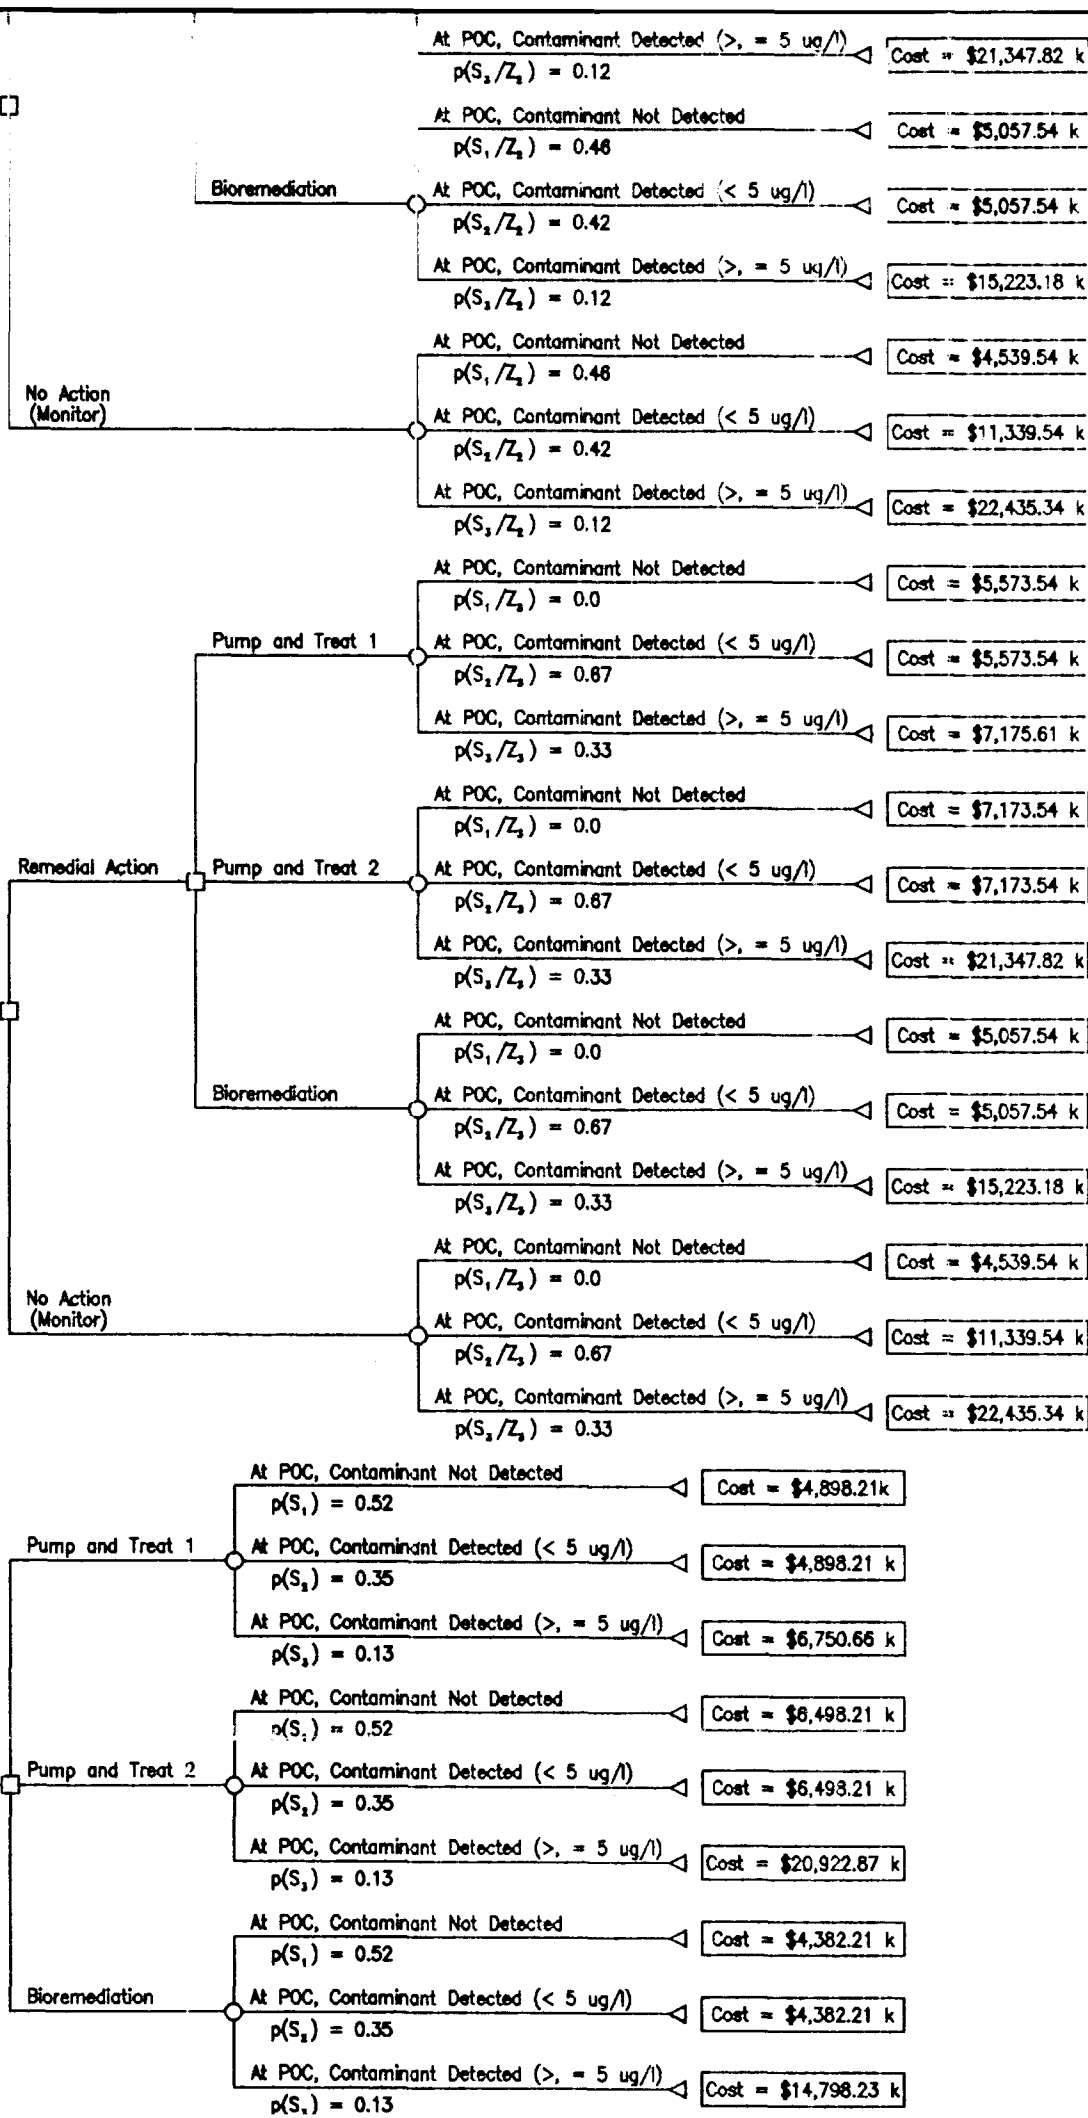 At POC, Contaminant Detected (>, = 5 ug/l)
p(S₃/Z₂) = 0.12
Cost = $21,347.82 k
At POC, Contaminant Not Detected
p(S₁/Z₂) = 0.46
Cost = $5,057.54 k
Bioremediation
At POC, Contaminant Detected (< 5 ug/l)
p(S₂/Z₂) = 0.42
Cost = $5,057.54 k
At POC, Contaminant Detected (>, = 5 ug/l)
p(S₃/Z₂) = 0.12
Cost = $15,223.18 k
At POC, Contaminant Not Detected
p(S₁/Z₂) = 0.46
Cost = $4,539.54 k
No Action
(Monitor)
At POC, Contaminant Detected (< 5 ug/l)
p(S₂/Z₂) = 0.42
Cost = $11,339.54 k
At POC, Contaminant Detected (>, = 5 ug/l)
p(S₃/Z₂) = 0.12
Cost = $22,435.34 k
At POC, Contaminant Not Detected
p(S₁/Z₃) = 0.0
Cost = $5,573.54 k
Pump and Treat 1
At POC, Contaminant Detected (< 5 ug/l)
p(S₂/Z₃) = 0.67
Cost = $5,573.54 k
At POC, Contaminant Detected (>, = 5 ug/l)
p(S₃/Z₃) = 0.33
Cost = $7,175.61 k
At POC, Contaminant Not Detected
p(S₁/Z₃) = 0.0
Cost = $7,173.54 k
Remedial Action
Pump and Treat 2
At POC, Contaminant Detected (< 5 ug/l)
p(S₂/Z₃) = 0.67
Cost = $7,173.54 k
At POC, Contaminant Detected (>, = 5 ug/l)
p(S₃/Z₃) = 0.33
Cost = $21,347.82 k
At POC, Contaminant Not Detected
p(S₁/Z₃) = 0.0
Cost = $5,057.54 k
Bioremediation
At POC, Contaminant Detected (< 5 ug/l)
p(S₂/Z₃) = 0.67
Cost = $5,057.54 k
At POC, Contaminant Detected (>, = 5 ug/l)
p(S₃/Z₃) = 0.33
Cost = $15,223.18 k
At POC, Contaminant Not Detected
p(S₁/Z₃) = 0.0
Cost = $4,539.54 k
No Action
(Monitor)
At POC, Contaminant Detected (< 5 ug/l)
p(S₂/Z₃) = 0.67
Cost = $11,339.54 k
At POC, Contaminant Detected (>, = 5 ug/l)
p(S₃/Z₃) = 0.33
Cost = $22,435.34 k
At POC, Contaminant Not Detected
p(S₁) = 0.52
Cost = $4,898.21k
Pump and Treat 1
At POC, Contaminant Detected (< 5 ug/l)
p(S₂) = 0.35
Cost = $4,898.21 k
At POC, Contaminant Detected (>, = 5 ug/l)
p(S₃) = 0.13
Cost = $6,750.66 k
At POC, Contaminant Not Detected
p(S₁) = 0.52
Cost = $6,498.21 k
Pump and Treat 2
At POC, Contaminant Detected (< 5 ug/l)
p(S₂) = 0.35
Cost = $6,498.21 k
At POC, Contaminant Detected (>, = 5 ug/l)
p(S₃) = 0.13
Cost = $20,922.87 k
At POC, Contaminant Not Detected
p(S₁) = 0.52
Cost = $4,382.21 k
Bioremediation
At POC, Contaminant Detected (< 5 ug/l)
p(S₂) = 0.35
Cost = $4,382.21 k
At POC, Contaminant Detected (>, = 5 ug/l)
p(S₃) = 0.13
Cost = $14,798.23 k